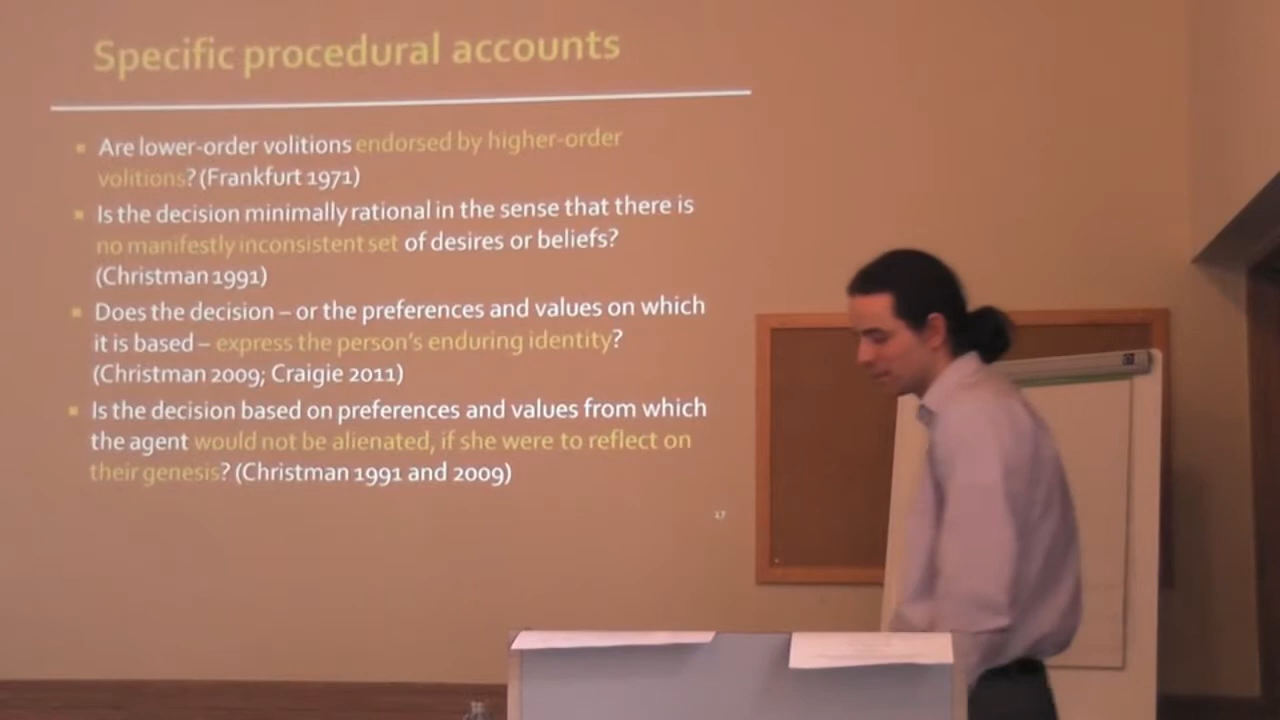 Specific procedural accounts
Are lower-order volitions endorsed by higher-order
volitions? (Frankfurt 1971)
Is the decision minimally rational in the sense that there is
no manifestly inconsistent set of desires or beliefs?
(Christman 1991)
Does the decision – or the preferences and values on which
it is based – express the person's enduring identity?
(Christman 2009; Craigie 2011)
Is the decision based on preferences and values from which
the agent would not be alienated, if she were to reflect on
their genesis? (Christman 1991 and 2009)
17